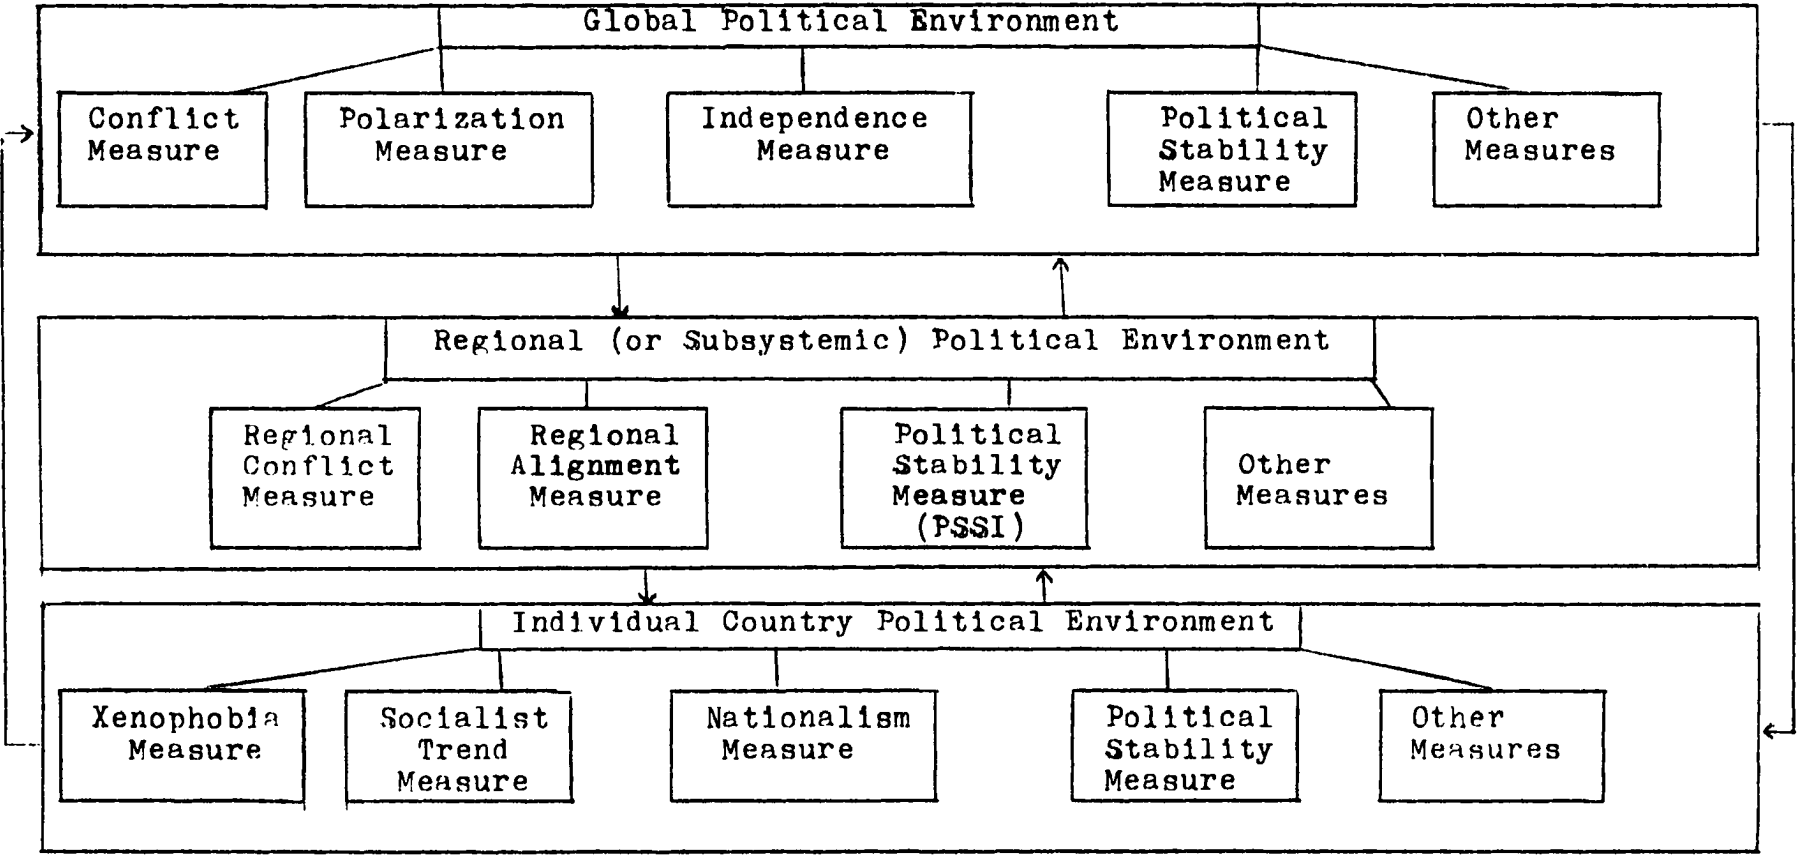 Global Political Environment
Conflict
Measure
Polarization
Measure
Independence
Measure
Political
Stability
Measure
Other
Measures
Regional (or Subsystemic) Political Environment
Regional
Conflict
Measure
Regional
Alignment
Measure
Political
Stability
Measure
(PSSI)
Other
Measures
Individual Country Political Environment
Xenophobia
Measure
Socialist
Trend
Measure
Nationalism
Measure
Political
Stability
Measure
Other
Measures